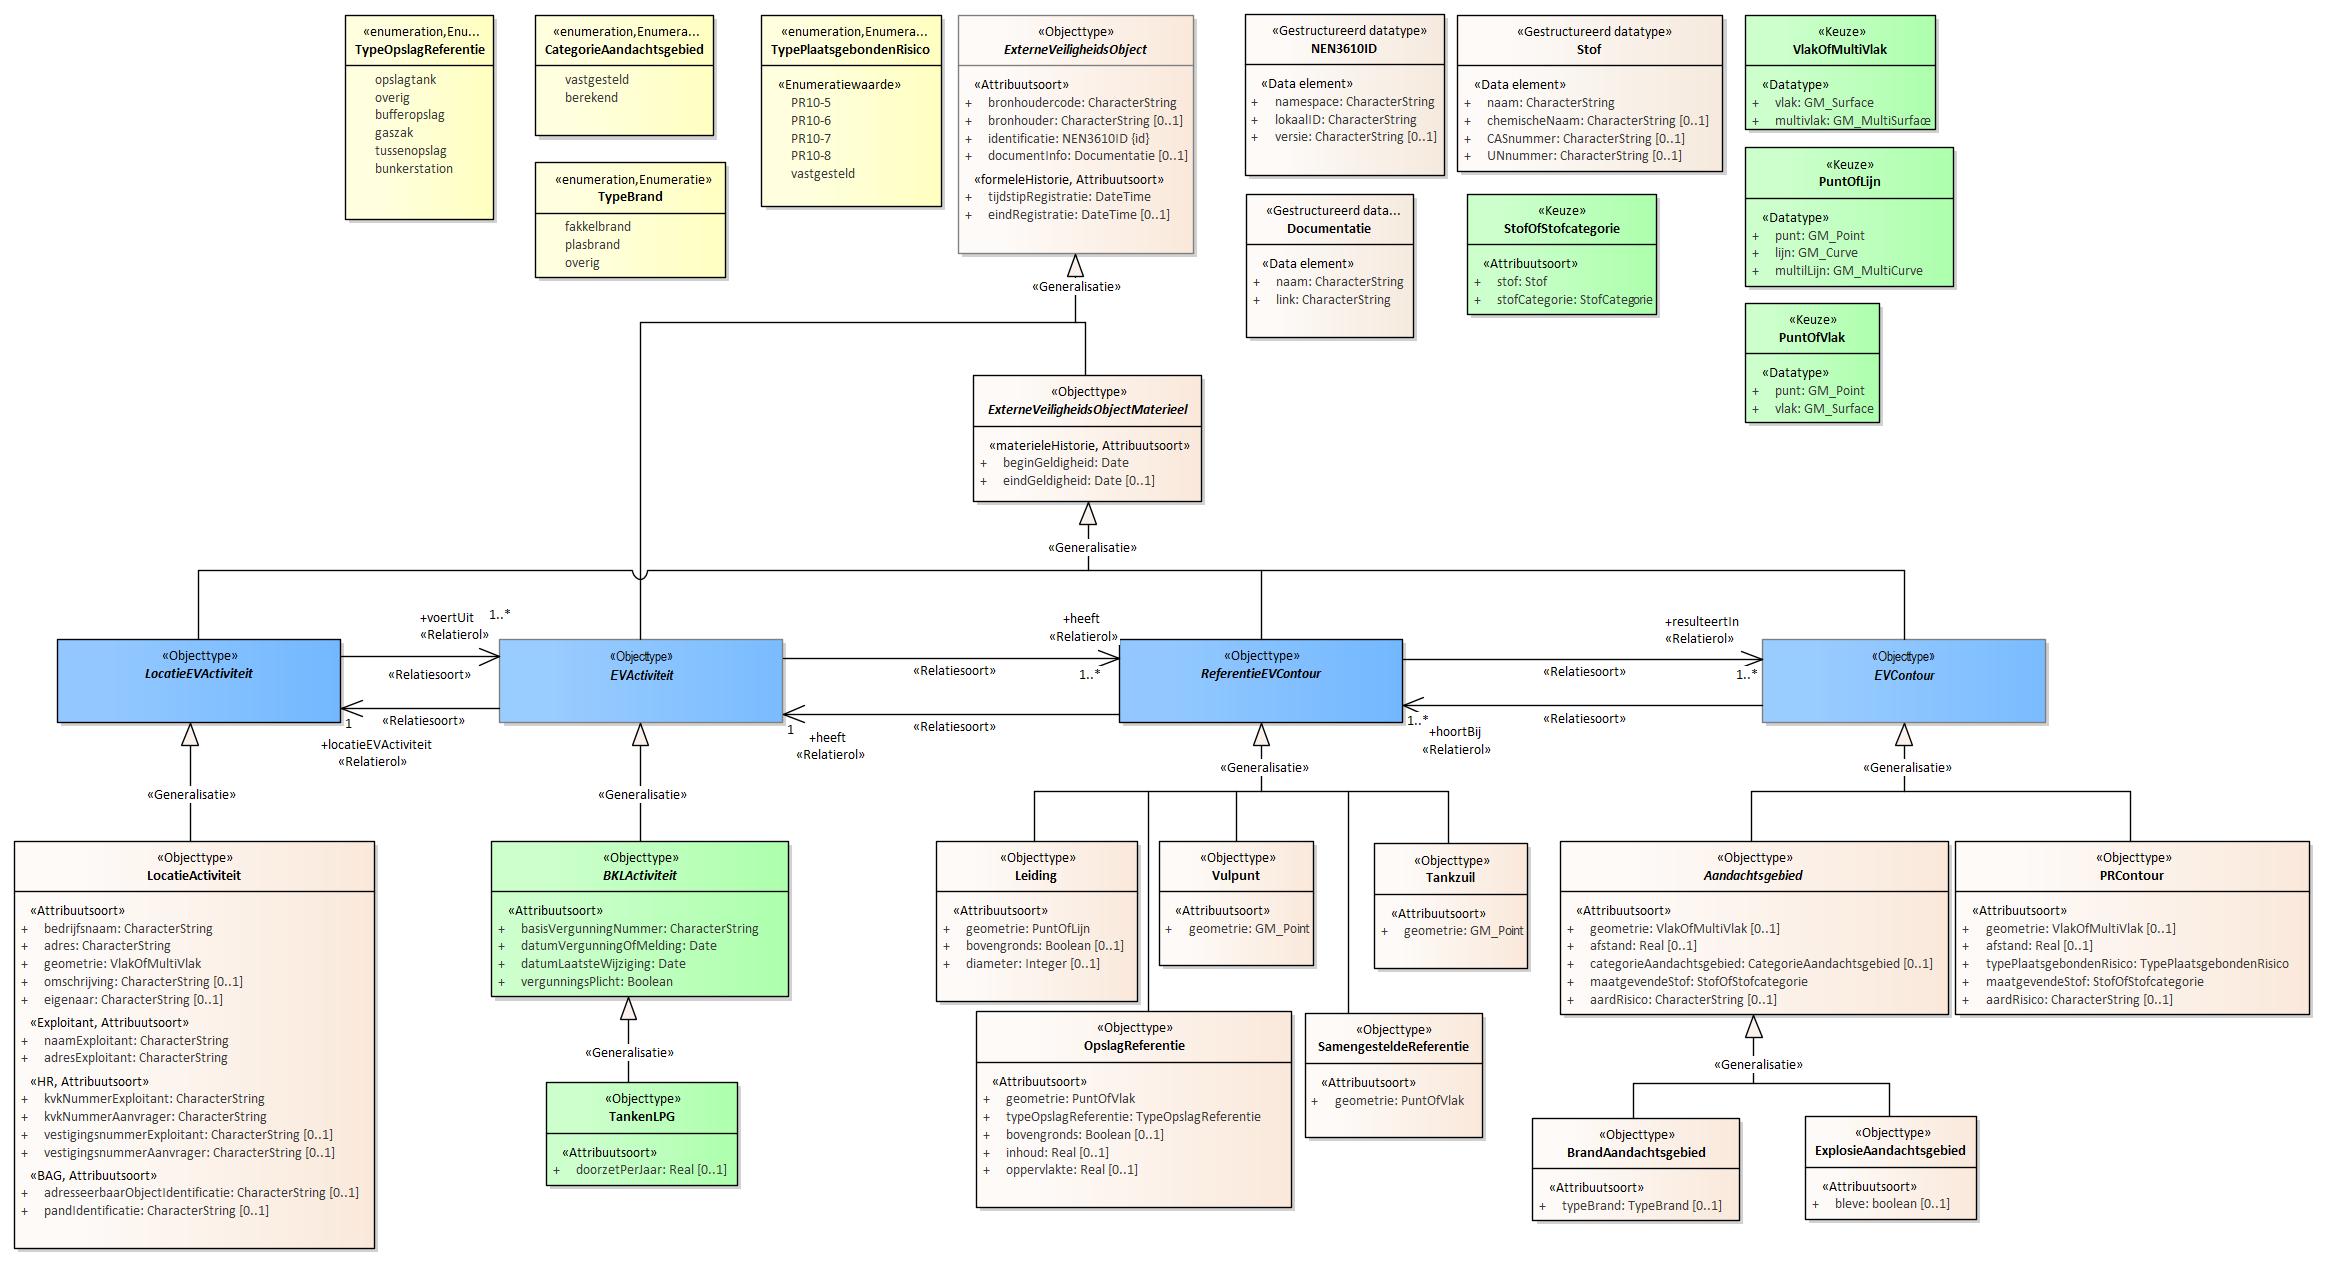 «enumeration,Enu...
TypeOpslagReferentie
opslagtank
overig
bufferopslag
gaszak
tussenopslag
bunkerstation
«enumeration,Enumera...
CategorieAandachtsgebied
vastgesteld
berekend
«enumeration,Enumeratie»
TypeBrand
fakkelbrand
plasbrand
overig
«enumeration,Enumera...
TypePlaatsgebondenRisico
«Enumeratiewaarde»
PR10-5
PR10-6
PR10-7
PR10-8
vastgesteld
«Objecttype»
ExterneVeiligheidsObject
«Attribuutsoort»
+ bronhoudercode: CharacterString
+ bronhouder: CharacterString [0..1]
+ identificatie: NEN3610ID {id}
+ documentInfo: Documentatie [0..1]
«formeleHistorie, Attribuutsoort»
+ tijdstipRegistratie: DateTime
+ eindRegistratie: DateTime [0..1]
«Gestructureerd datatype»
NEN3610ID
«Data element»
+ namespace: CharacterString
+ lokaalID: CharacterString
+ versie: CharacterString [0..1]
«Gestructureerd data...
Documentatie
«Data element»
+ naam: CharacterString
+ link: CharacterString
«Gestructureerd datatype»
Stof
«Data element»
+ naam: CharacterString
+ chemischeNaam: CharacterString [0..1]
+ CASnummer: CharacterString [0..1]
+ UNnummer: CharacterString [0..1]
«Keuze»
StofOfStofcategorie
«Attribuutsoort»
+ stof: Stof
+ stofCategorie: StofCategorie
«Keuze»
VlakOfMultiVlak
«Datatype»
+ vlak: GM_Surface
+ multivlak: GM_MultiSurface
«Keuze»
PuntOfLijn
«Datatype»
+ punt: GM_Point
+ lijn: GM_Curve
+ multilLijn: GM_MultiCurve
«Keuze»
PuntOfVlak
«Datatype»
+ punt: GM_Point
+ vlak: GM_Surface
«Generalisatie»
«Objecttype»
ExterneVeiligheidsObjectMaterieel
«materieleHistorie, Attribuutsoort»
+ beginGeldigheid: Date
+ eindGeldigheid: Date [0..1]
«Generalisatie»
«Objecttype»
LocatieEVActiviteit
+voertUit 1..*
«Relatierol»
«Relatiesoort»
«Relatiesoort»
1
+locatieEVActiviteit
«Relatierol»
«Objecttype»
EVActiviteit
+heeft
«Relatierol»
«Relatiesoort»
1..*
«Relatiesoort»
1
+heeft
«Relatierol»
«Objecttype»
ReferentieEVContour
+resulteertIn
«Relatierol»
«Relatiesoort»
1..*
«Relatiesoort»
1..*
+hoortBij
«Relatierol»
«Objecttype»
EVContour
«Generalisatie»
«Generalisatie»
«Generalisatie»
«Generalisatie»
«Objecttype»
LocatieActiviteit
«Attribuutsoort»
+ bedrijfsnaam: CharacterString
+ adres: CharacterString
+ geometrie: VlakOfMultiVlak
+ omschrijving: CharacterString [0..1]
+ eigenaar: CharacterString [0..1]
«Exploitant, Attribuutsoort»
+ naamExploitant: CharacterString
+ adresExploitant: CharacterString
«HR, Attribuutsoort»
+ kvkNummerExploitant: CharacterString
+ kvkNummerAanvrager: CharacterString
+ vestigingsnummerExploitant: CharacterString [0..1]
+ vestigingsnummerAanvrager: CharacterString [0..1]
«BAG, Attribuutsoort»
+ adresseerbaarObjectIdentificatie: CharacterString [0..1]
+ pandIdentificatie: CharacterString [0..1]
«Objecttype»
BKLActiviteit
«Attribuutsoort»
+ basisVergunningNummer: CharacterString
+ datumVergunningOfMelding: Date
+ datumLaatsteWijziging: Date
+ vergunningsPlicht: Boolean
«Generalisatie»
«Objecttype»
TankenLPG
«Attribuutsoort»
+ doorzetPerJaar: Real [0..1]
«Objecttype»
Leiding
«Attribuutsoort»
+ geometrie: PuntOfLijn
+ bovengronds: Boolean [0..1]
+ diameter: Integer [0..1]
«Objecttype»
Vulpunt
«Attribuutsoort»
+ geometrie: GM_Point
«Objecttype»
Tankzuil
«Attribuutsoort»
+ geometrie: GM_Point
«Objecttype»
OpslagReferentie
«Attribuutsoort»
+ geometrie: PuntOfVlak
+ typeOpslagReferentie: TypeOpslagReferentie
+ bovengronds: Boolean [0..1]
+ inhoud: Real [0..1]
+ oppervlakte: Real [0..1]
«Objecttype»
SamengesteldeReferentie
«Attribuutsoort»
+ geometrie: PuntOfVlak
«Objecttype»
Aandachtsgebied
«Attribuutsoort»
+ geometrie: VlakOfMultiVlak [0..1]
+ afstand: Real [0..1]
+ categorieAandachtsgebied: CategorieAandachtsgebied [0..1]
+ maatgevendeStof: StofOfStofcategorie
+ aardRisico: CharacterString [0..1]
«Objecttype»
PRContour
«Attribuutsoort»
+ geometrie: VlakOfMultiVlak [0..1]
+ afstand: Real [0..1]
+ typePlaatsgebondenRisico: TypePlaatsgebondenRisico
+ maatgevendeStof: StofOfStofcategorie
+ aardRisico: CharacterString [0..1]
«Generalisatie»
«Objecttype»
BrandAandachtsgebied
«Attribuutsoort»
+ typeBrand: TypeBrand [0..1]
«Objecttype»
ExplosieAandachtsgebied
«Attribuutsoort»
+ bleve: boolean [0..1]